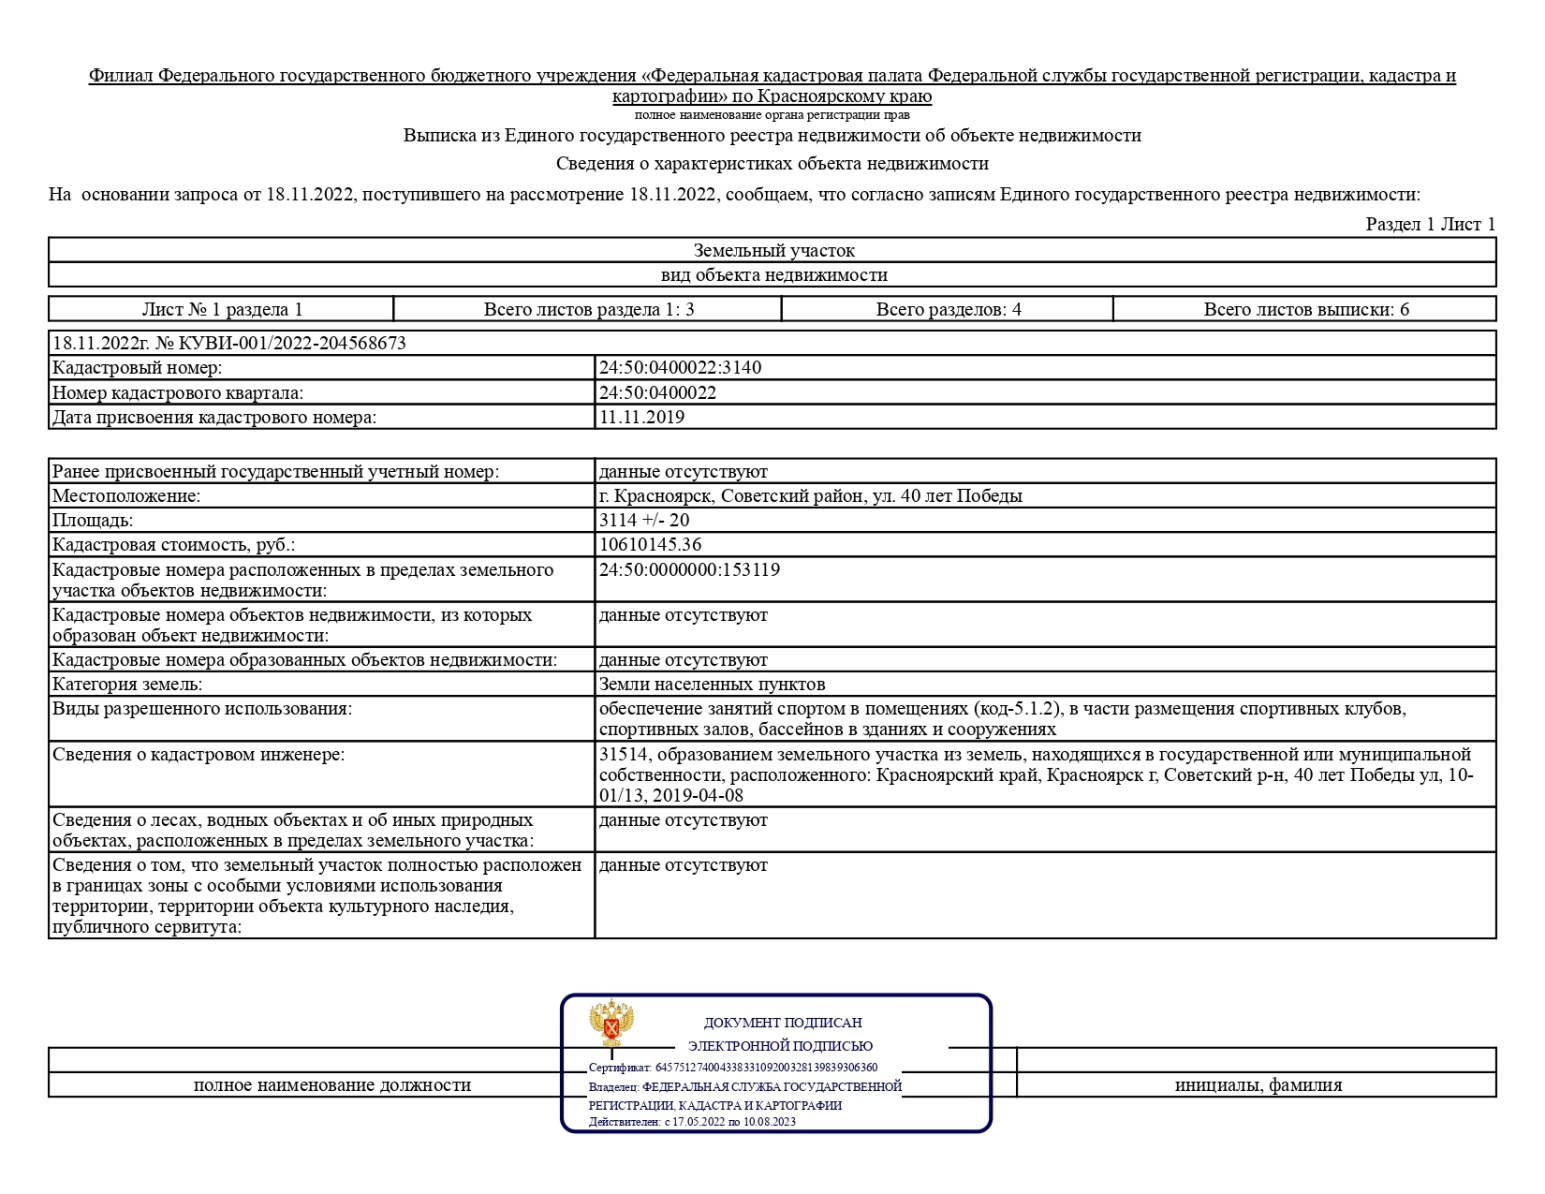 Филиал Федерального государственного бюджетного учреждения «Федеральная кадастровая палата Федеральной службы государственной регистрации, кадастра и
картографии» по Красноярскому краю
полное наименование органа регистрации прав
Выписка из Единого государственного реестра недвижимости об объекте недвижимости
Сведения о характеристиках объекта недвижимости
На основании запроса от 18.11.2022, поступившего на рассмотрение 18.11.2022, сообщаем, что согласно записям Единого государственного реестра недвижимости:
Раздел 1 Лист 1
Земельный участок
вид объекта недвижимости
Лист № 1 раздела 1 Всего листов раздела 1: 3 Всего разделов: 4 Всего листов выписки: 6
18.11.2022г. № КУВИ-001/2022-204568673
Кадастровый номер: 24:50:0400022:3140
Номер кадастрового квартала: 24:50:0400022
Дата присвоения кадастрового номера: 11.11.2019
Ранее присвоенный государственный учетный номер: данные отсутствуют
Местоположение: г. Красноярск, Советский район, ул. 40 лет Победы
Площадь: 3114 +/- 20
Кадастровая стоимость, руб.: 10610145.36
Кадастровые номера расположенных в пределах земельного 24:50:0000000:153119
участка объектов недвижимости:
Кадастровые номера объектов недвижимости, из которых данные отсутствуют
образован объект недвижимости:
Кадастровые номера образованных объектов недвижимости: данные отсутствуют
Категория земель: Земли населенных пунктов
Виды разрешенного использования: обеспечение занятий спортом в помещениях (код-5.1.2), в части размещения спортивных клубов,
спортивных залов, бассейнов в зданиях и сооружениях
Сведения о кадастровом инженере: 31514, образованием земельного участка из земель, находящихся в государственной или муниципальной
собственности, расположенного: Красноярский край, Красноярск г, Советский р-н, 40 лет Победы ул, 10-
01/13, 2019-04-08
Сведения о лесах, водных объектах и об иных природных данные отсутствуют
объектах, расположенных в пределах земельного участка:
Сведения о том, что земельный участок полностью расположен данные отсутствуют
в границах зоны с особыми условиями использования
территории, территории объекта культурного наследия,
публичного сервитута:
ДОКУМЕНТ ПОДПИСАН
ЭЛЕКТРОННОЙ ПОДПИСЬЮ
Сертификат: 64575127400433833109200328139839306360
полное наименование должности Владелец: ФЕДЕРАЛЬНАЯ СЛУЖБА ГОСУДАРСТВЕННОЙ инициалы, фамилия
РЕГИСТРАЦИИ, КАДАСТРА И КАРТОГРАФИИ
Действителен: с 17.05.2022 по 10.08.2023